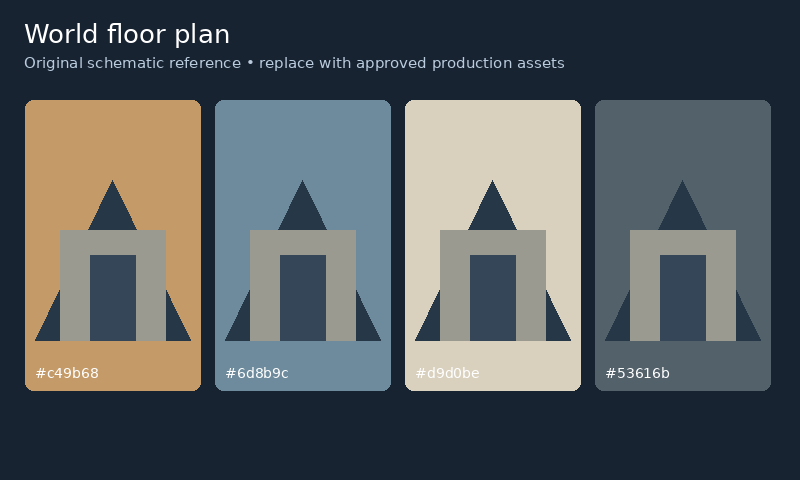 World floor plan
Original schematic reference • replace with approved production assets
#c49b68
#6d8b9c
#d9d0be
#53616b